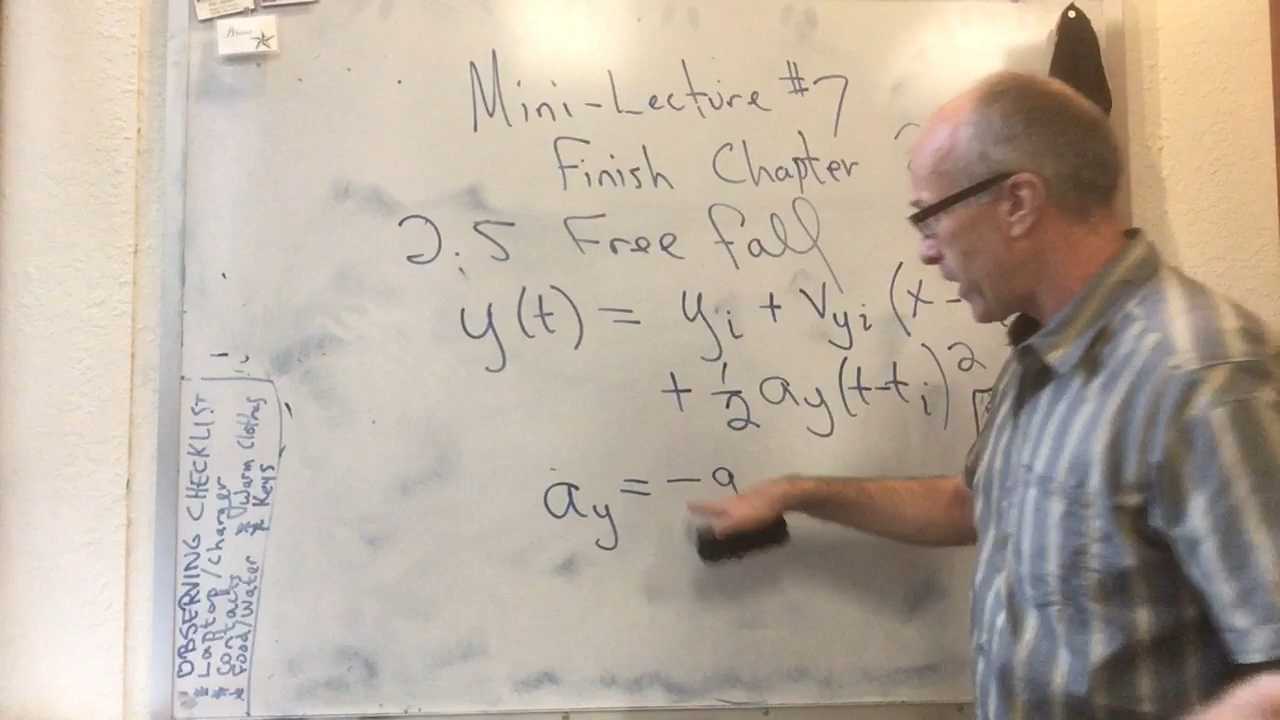 Mini-Lecture #7
Finish Chapter
2.5 Free fall
y(t) = yi + vyi (x-
+ 1/2 ay(t-ti)^2
ay = -g
OBSERVING CHECKLIST
* Laptop/charger
* Contacts
* Food/Water
* Warm Clothes
* Keys